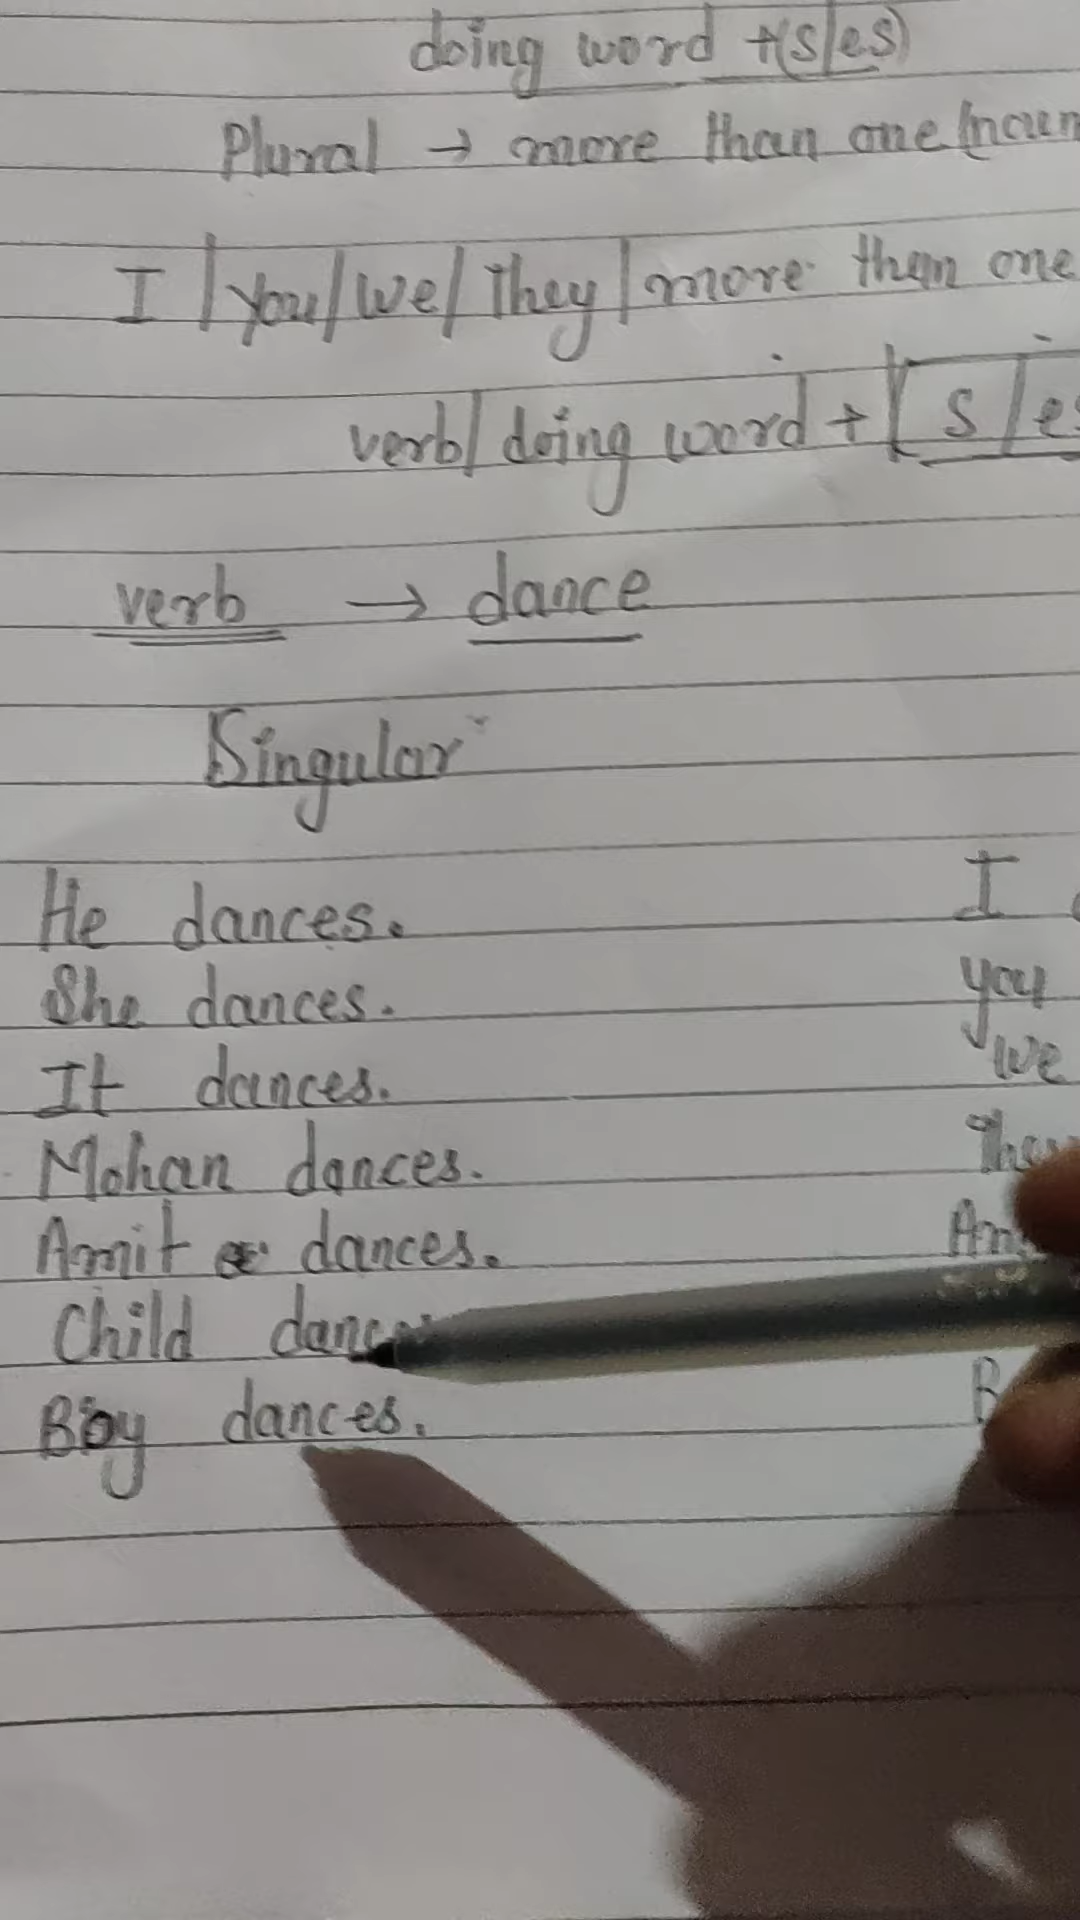 doing word +(s/es)
Plural → more than one
I / you / we / They / more than one
verb / doing word + s /
verb → dance
Singular
He dances.
She dances.
It dances.
Mohan dances.
Amit dances.
Child
Boy dances.
I
you
we